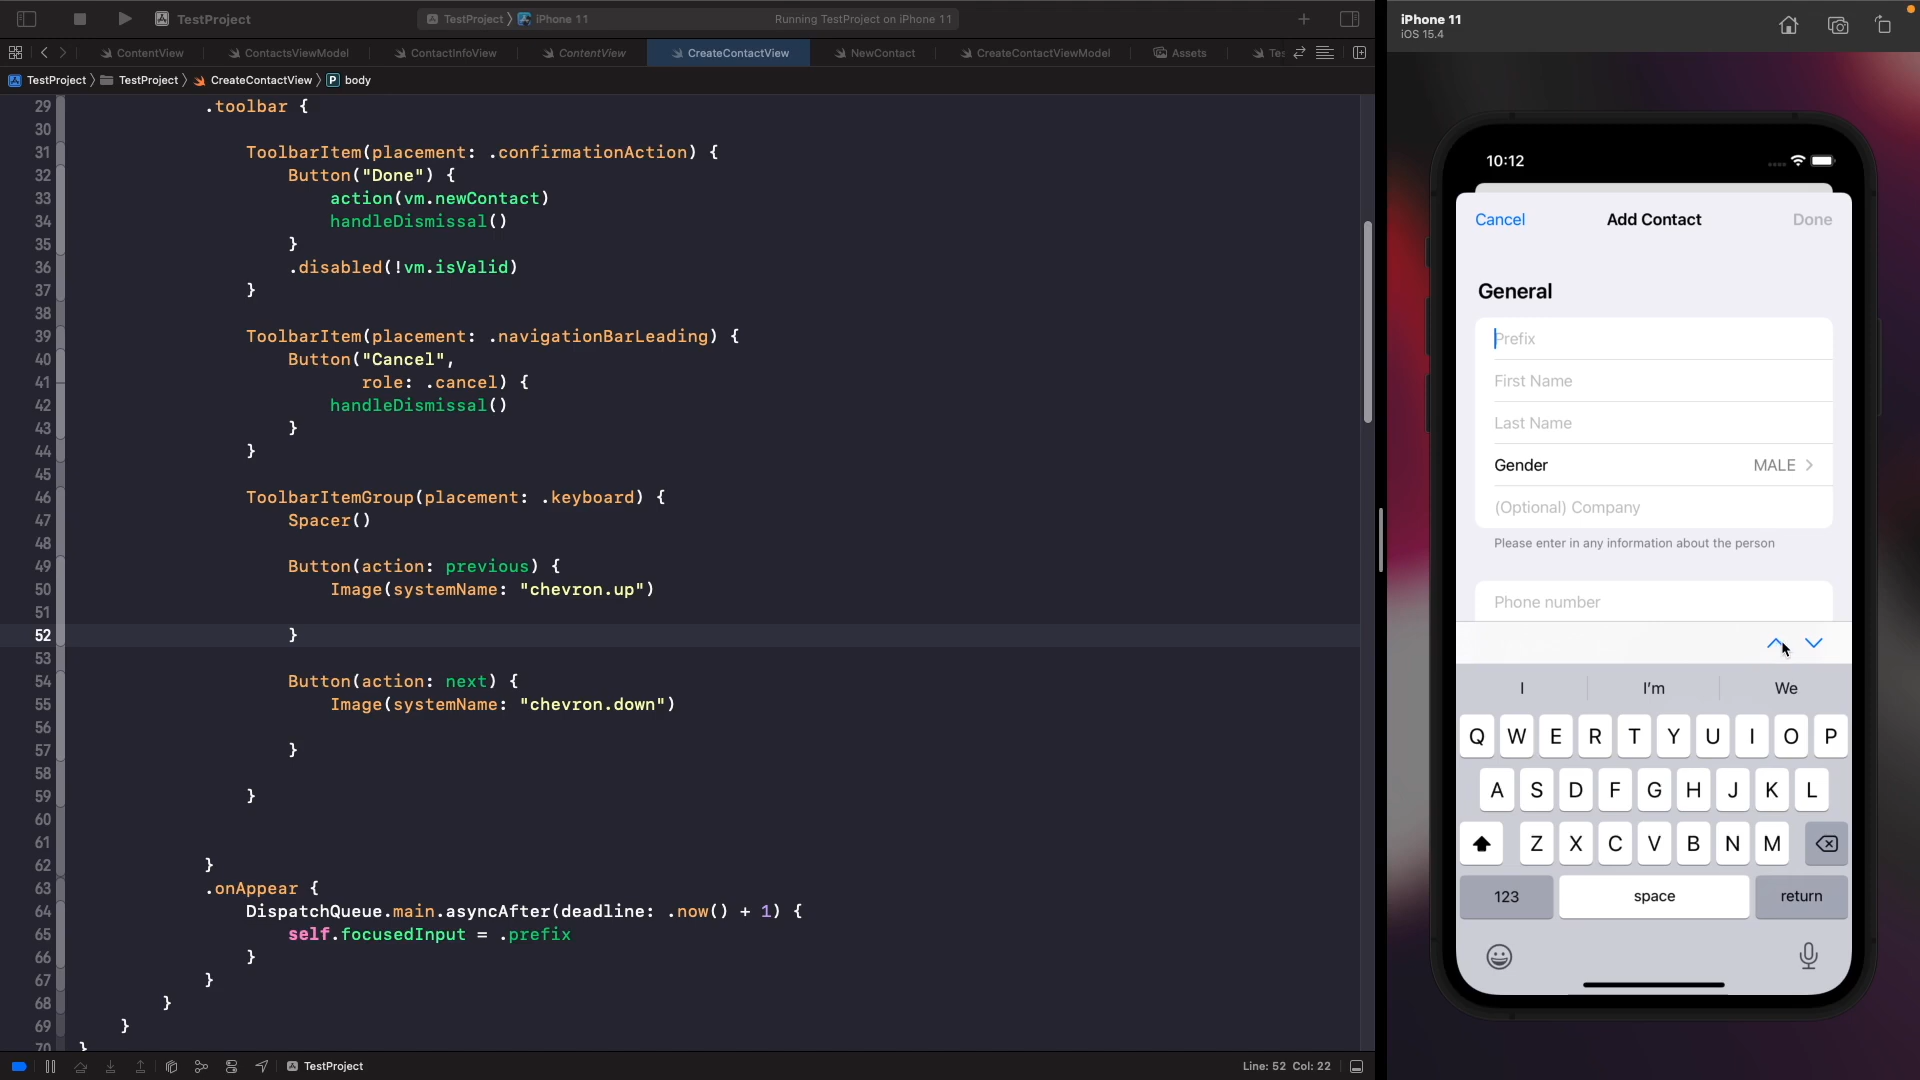 TestProject
TestProject 〉 iPhone 11
Running TestProject on iPhone 11
ContentView
ContactsViewModel
ContactInfoView
ContentView
CreateContactView
NewContact
CreateContactViewModel
Assets
Tes
TestProject 〉 TestProject 〉 CreateContactView 〉 P body
29 .toolbar {
30
31 ToolbarItem(placement: .confirmationAction) {
32 Button("Done") {
33 action(vm.newContact)
34 handleDismissal()
35 }
36 .disabled(!vm.isValid)
37 }
38
39 ToolbarItem(placement: .navigationBarLeading) {
40 Button("Cancel",
41 role: .cancel) {
42 handleDismissal()
43 }
44 }
45
46 ToolbarItemGroup(placement: .keyboard) {
47 Spacer()
48
49 Button(action: previous) {
50 Image(systemName: "chevron.up")
51
52 }
53
54 Button(action: next) {
55 Image(systemName: "chevron.down")
56
57 }
58
59 }
60
61
62 }
63 .onAppear {
64 DispatchQueue.main.asyncAfter(deadline: .now() + 1) {
65 self.focusedInput = .prefix
66 }
67 }
68 }
69 }
70 }
TestProject
Line: 52 Col: 22
iPhone 11
iOS 15.4
10:12
Cancel
Add Contact
Done
General
Prefix
First Name
Last Name
Gender MALE
(Optional) Company
Please enter in any information about the person
Phone number
I I'm We
Q W E R T Y U I O P
A S D F G H J K L
Z X C V B N M
123 space return